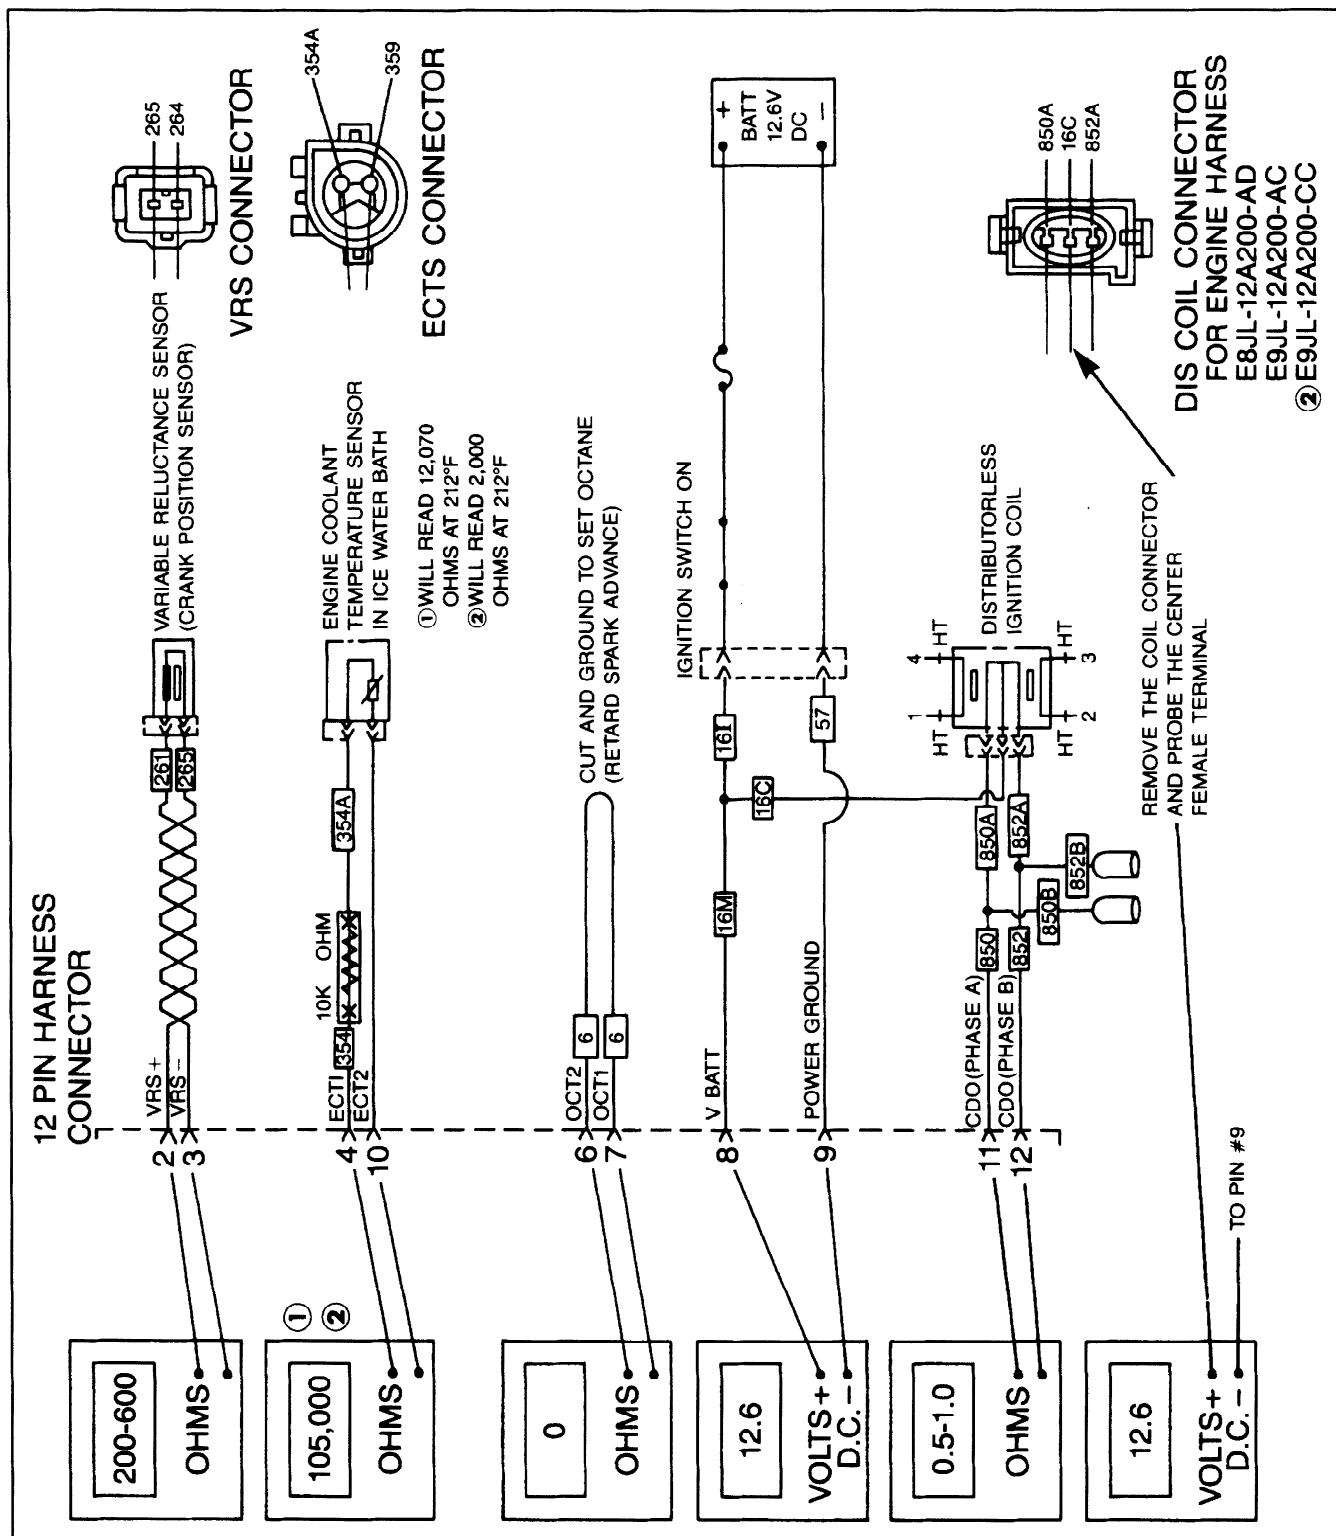 12 PIN HARNESS
CONNECTOR
200-600
OHMS
2
3
VRS+
VRS-
261
265
VARIABLE RELUCTANCE SENSOR
(CRANK POSITION SENSOR)
265
264
VRS CONNECTOR
105,000
OHMS
①
②
4
10
ECT1
ECT2
354
10K OHM
354A
ENGINE COOLANT
TEMPERATURE SENSOR
IN ICE WATER BATH
①WILL READ 12,070
OHMS AT 212°F
②WILL READ 2,000
OHMS AT 212°F
354A
359
ECTS CONNECTOR
0
OHMS
6
7
OCT2
OCT1
6
6
CUT AND GROUND TO SET OCTANE
(RETARD SPARK ADVANCE)
12.6
VOLTS+
D.C. -
8
9
V BATT
POWER GROUND
16M
16C
16I
57
IGNITION SWITCH ON
+
BATT
12.6V
DC
-
0.5-1.0
OHMS
11
12
CDO(PHASE A)
CDO(PHASE B)
850
852
850B
852B
850A
852A
HT
1
4
HT
HT
2
3
HT
DISTRIBUTORLESS
IGNITION COIL
850A
16C
852A
DIS COIL CONNECTOR
FOR ENGINE HARNESS
E8JL-12A200-AD
E9JL-12A200-AC
② E9JL-12A200-CC
12.6
VOLTS+
D.C. -
TO PIN #9
REMOVE THE COIL CONNECTOR
AND PROBE THE CENTER
FEMALE TERMINAL